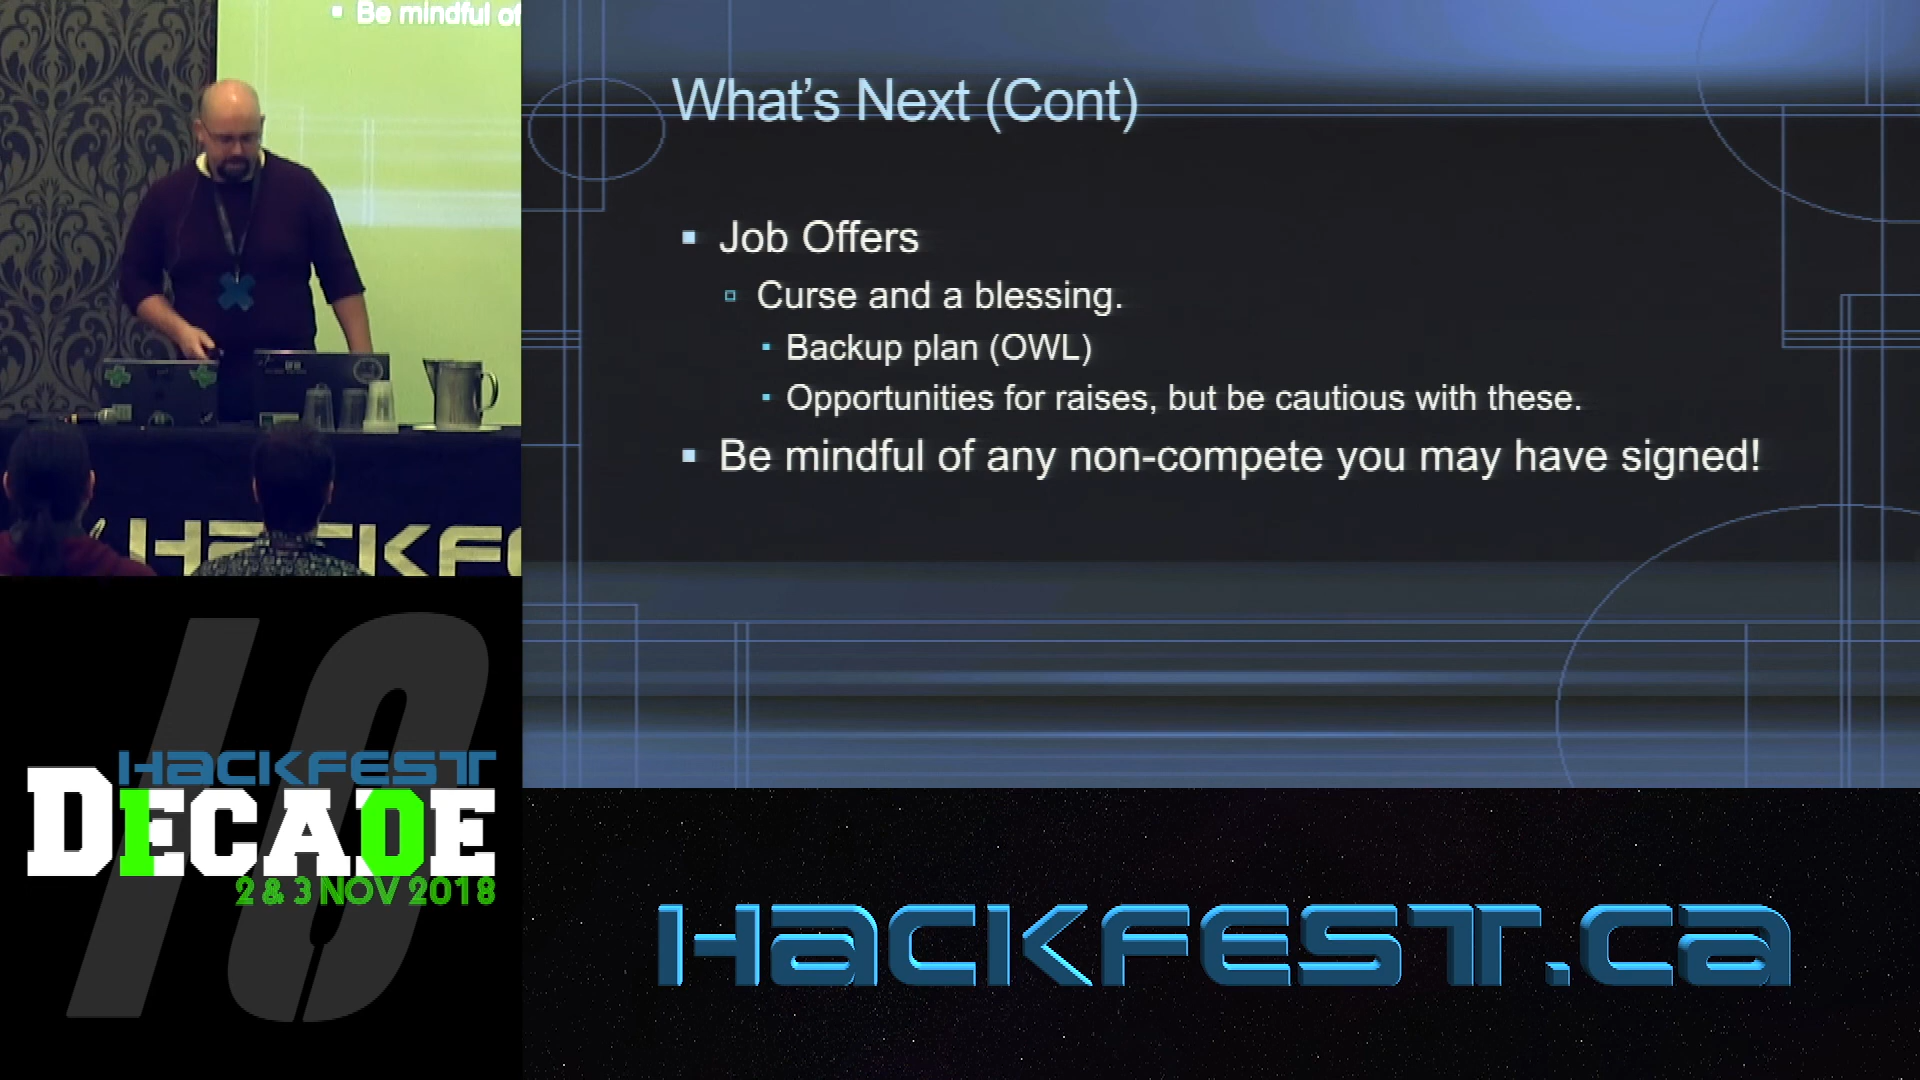 Be mindful of
HACKFE
What's Next (Cont)
Job Offers
Curse and a blessing.
Backup plan (OWL)
Opportunities for raises, but be cautious with these.
Be mindful of any non-compete you may have signed!
10
HACKFEST
DECADE
2 & 3 NOV 2018
HACKFEST.ca